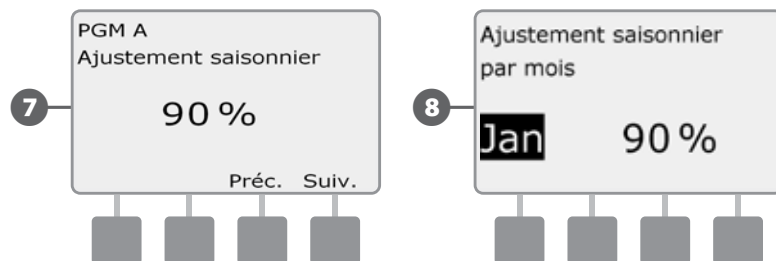 PGM A
Ajustement saisonnier
7
90 %
Préc. Suiv.
Ajustement saisonnier
par mois
8
Jan 90 %